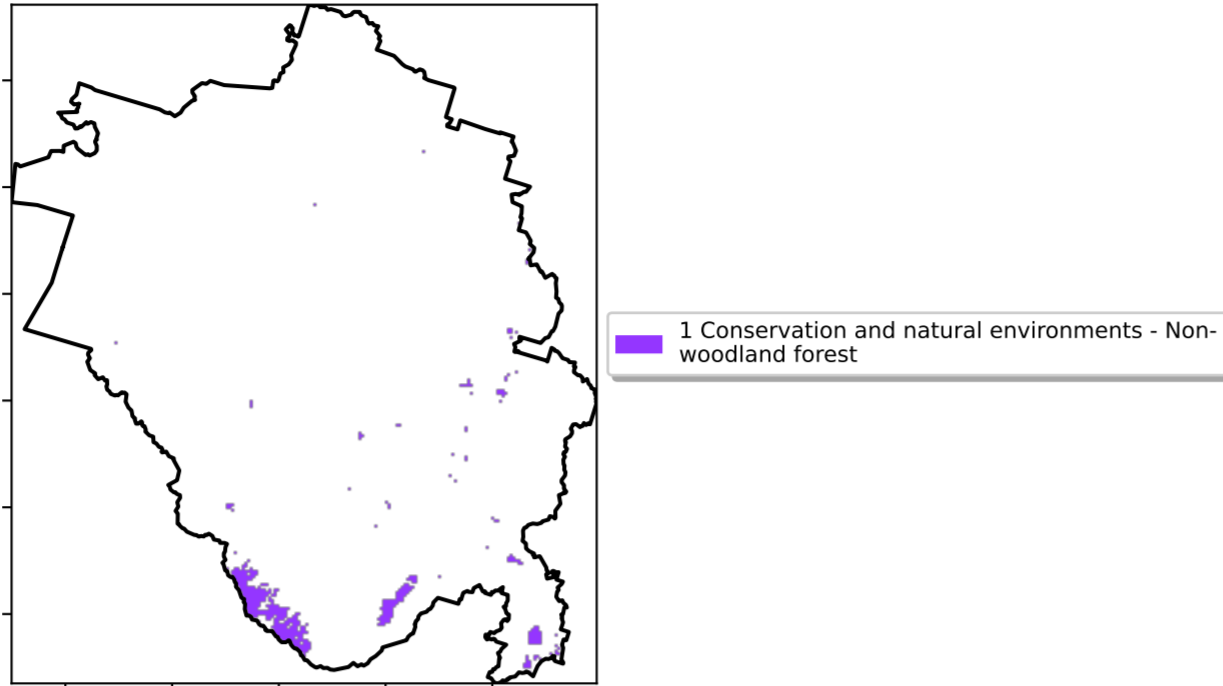 1 Conservation and natural environments - Non-
woodland forest